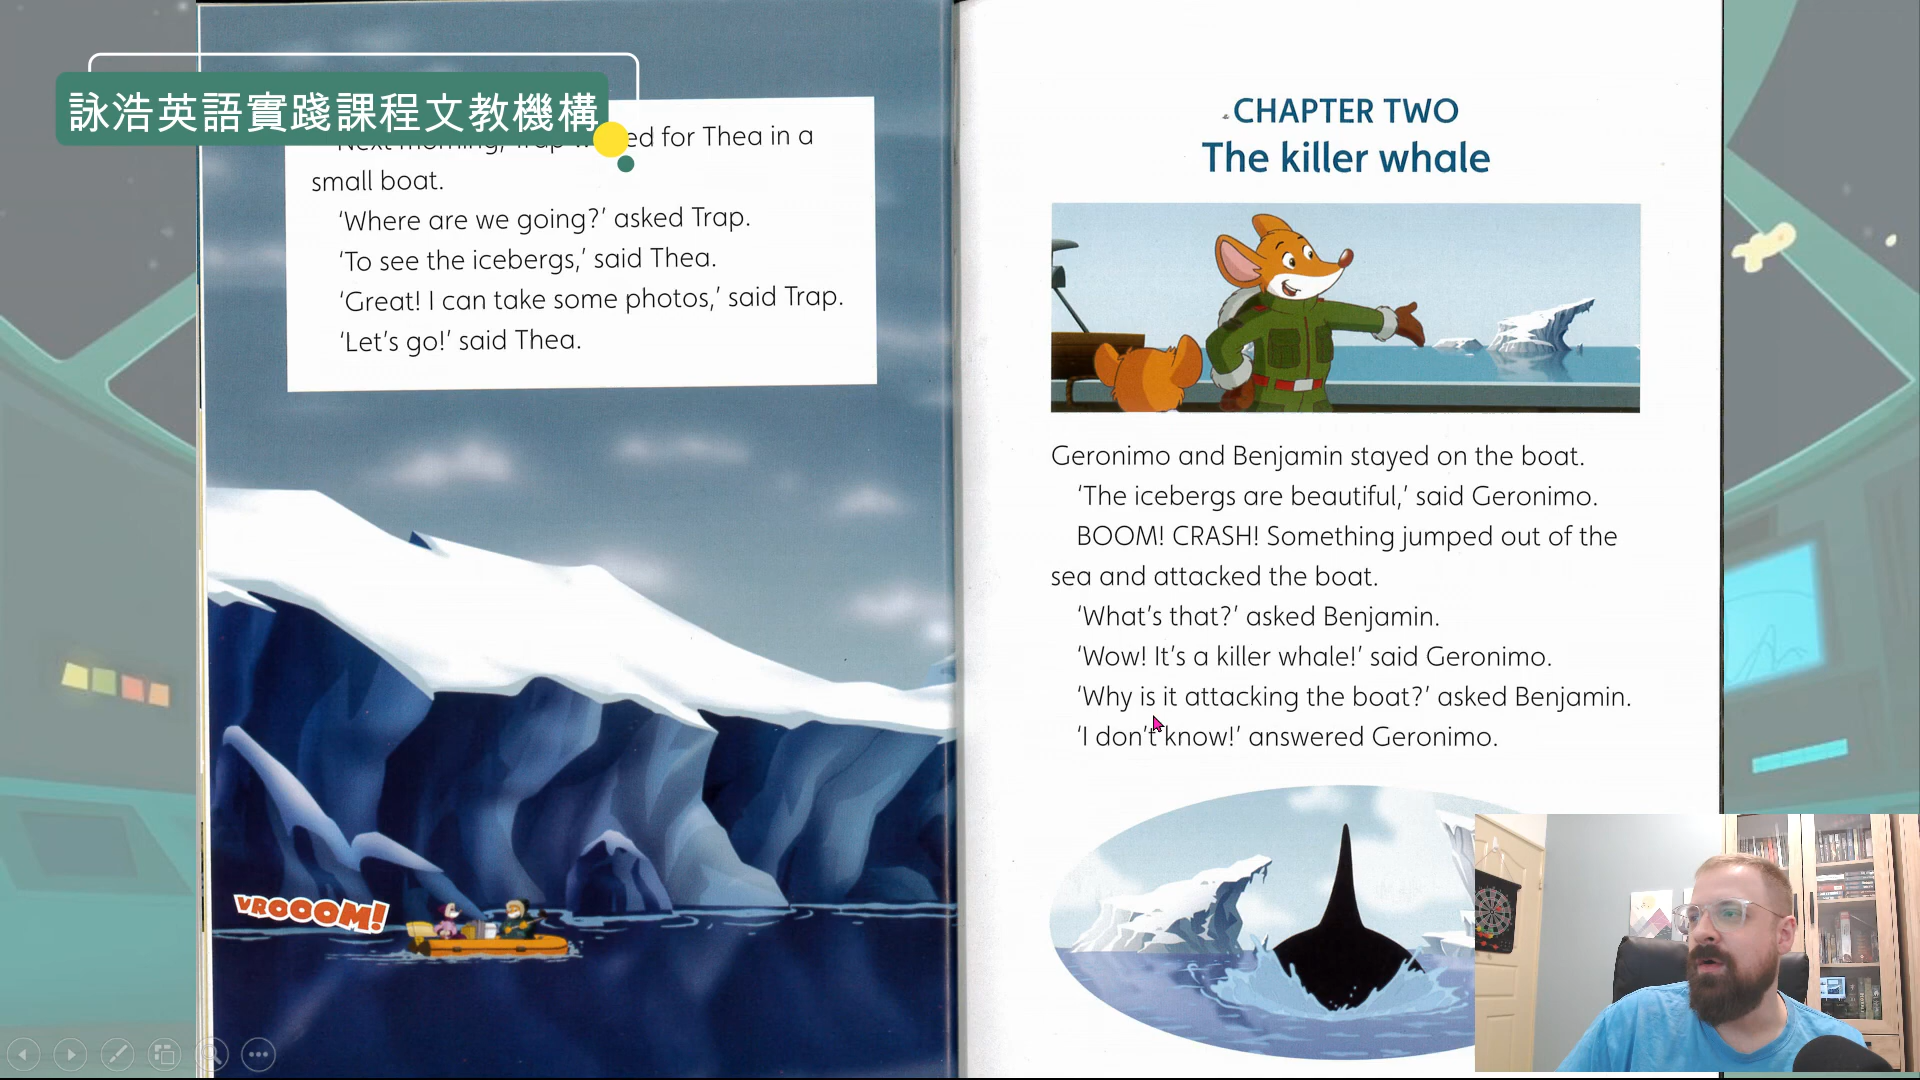 詠浩英語實踐課程文教機構
Next morning, Trap ed for Thea in a
small boat.
‘Where are we going?’ asked Trap.
‘To see the icebergs,’ said Thea.
‘Great! I can take some photos,’ said Trap.
‘Let’s go!’ said Thea.
VROOOM!
CHAPTER TWO
The killer whale
Geronimo and Benjamin stayed on the boat.
‘The icebergs are beautiful,’ said Geronimo.
BOOM! CRASH! Something jumped out of the
sea and attacked the boat.
‘What’s that?’ asked Benjamin.
‘Wow! It’s a killer whale!’ said Geronimo.
‘Why is it attacking the boat?’ asked Benjamin.
‘I don’t know!’ answered Geronimo.